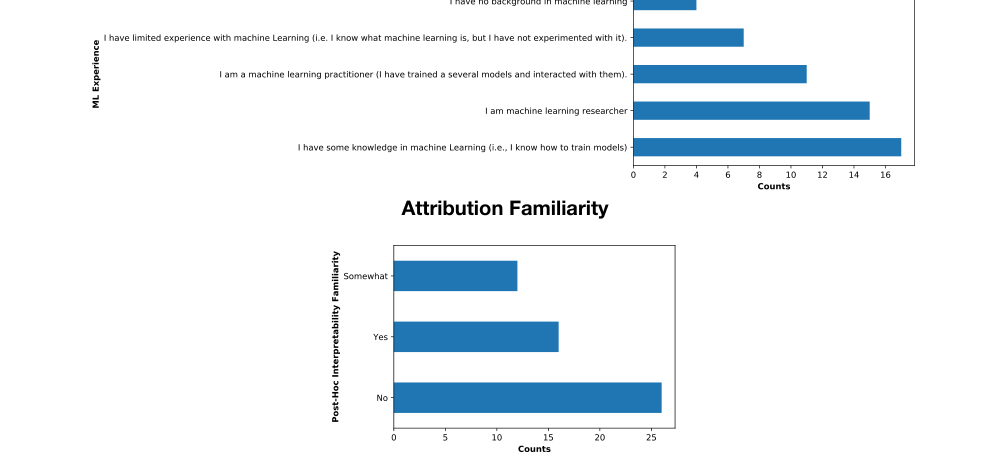 I have no background in machine learning
I have limited experience with machine Learning (i.e. I know what machine learning is, but I have not experimented with it).
I am a machine learning practitioner (I have trained a several models and interacted with them).
I am machine learning researcher
I have some knowledge in machine Learning (i.e., I know how to train models)
ML Experience
0 2 4 6 8 10 12 14 16
Counts
Attribution Familiarity
Somewhat
Yes
No
Post-Hoc Interpretability Familiarity
0 5 10 15 20 25
Counts